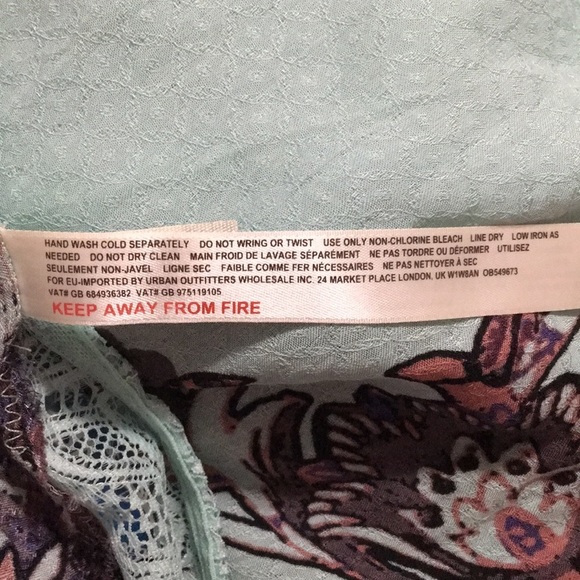 HAND WASH COLD SEPARATELY DO NOT WRING OR TWIST USE ONLY NON-CHLORINE BLEACH LINE DRY LOW IRON AS
NEEDED DO NOT DRY CLEAN MAIN FROID DE LAVAGE SÉPARÉMENT NE PAS TORDRE OU DÉFORMER UTILISEZ
SEULEMENT NON-JAVEL LIGNE SEC FAIBLE COMME FER NÉCESSAIRES NE PAS NETTOYER À SEC
FOR EU-IMPORTED BY URBAN OUTFITTERS WHOLESALE INC. 24 MARKET PLACE LONDON. UK W1W8AN OB549673
VAT# GB 684936382 VAT# GB 975119105
KEEP AWAY FROM FIRE